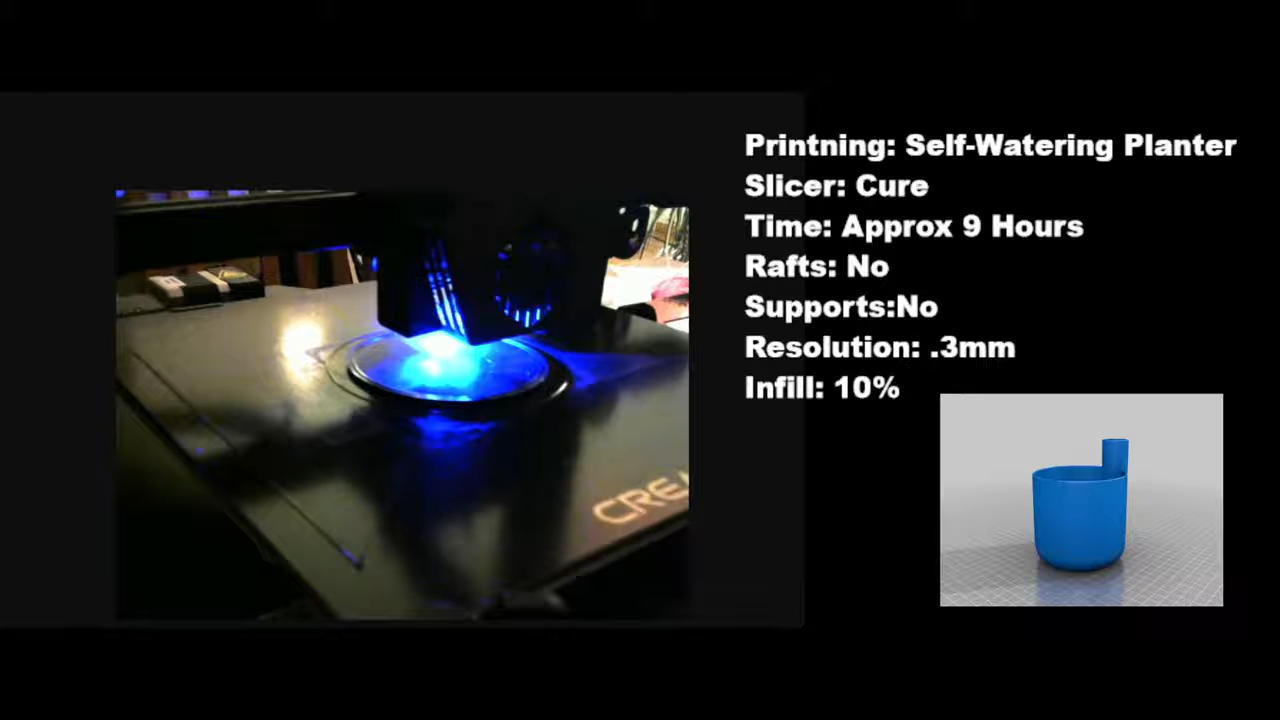 Printning: Self-Watering Planter
Slicer: Cure
Time: Approx 9 Hours
Rafts: No
Supports:No
Resolution: .3mm
Infill: 10%
CREA